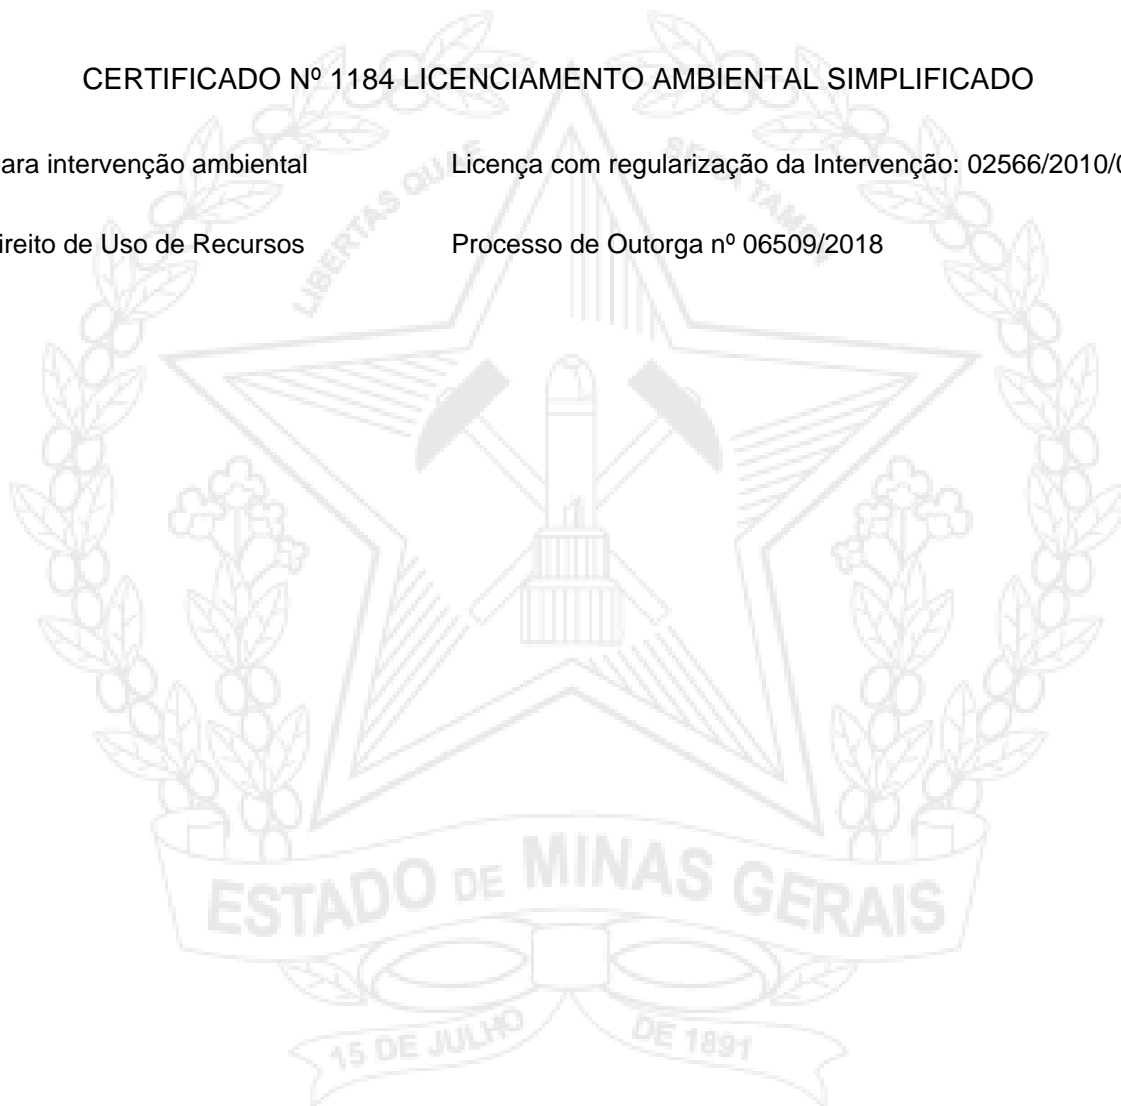 CERTIFICADO Nº 1184 LICENCIAMENTO AMBIENTAL SIMPLIFICADO
ara intervenção ambiental Licença com regularização da Intervenção: 02566/2010/0
ireito de Uso de Recursos Processo de Outorga nº 06509/2018
LIBERTAS QUÆ SERA TAMEN
ESTADO DE MINAS GERAIS
15 DE JULHO DE 1891